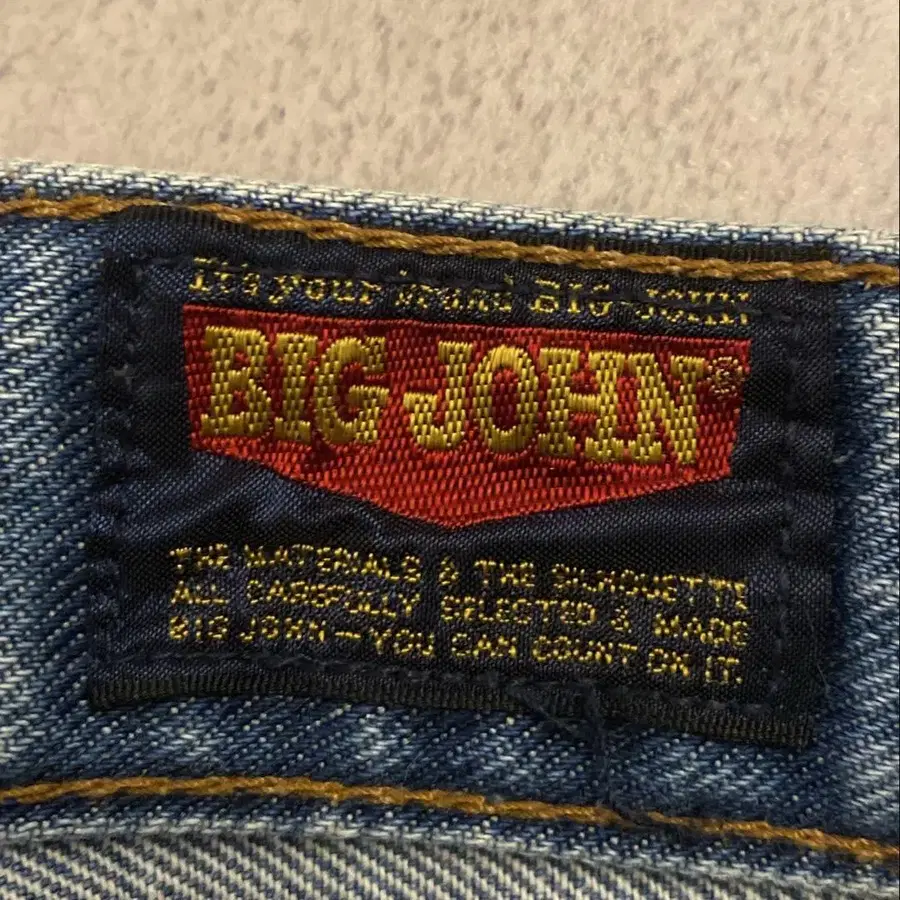 It's your brand BIG-JOHN
BIG-JOHN®
THE MATERIALS & THE SILHOUETTE
ALL CAREFULLY SELECTED & MADE
BIG JOHN—YOU CAN COUNT ON IT.